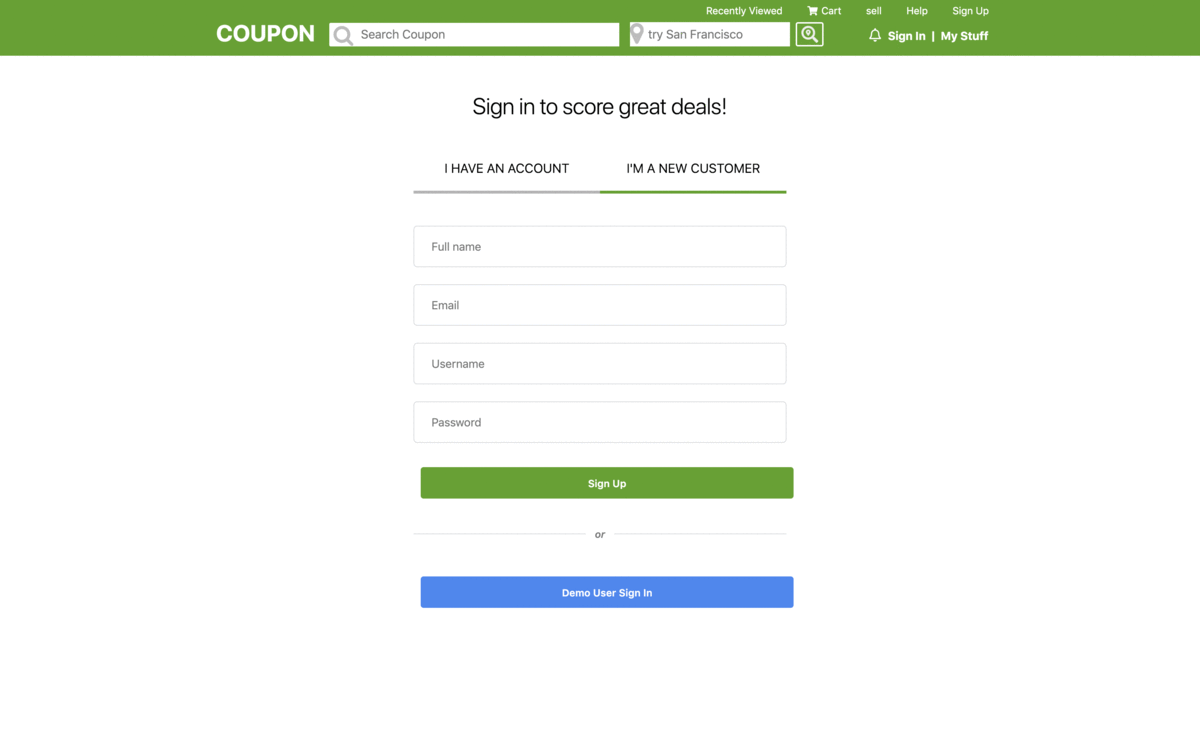 Recently Viewed Cart sell Help Sign Up
COUPON Search Coupon try San Francisco Sign In | My Stuff
Sign in to score great deals!
I HAVE AN ACCOUNT I'M A NEW CUSTOMER
Full name
Email
Username
Password
Sign Up
or
Demo User Sign In